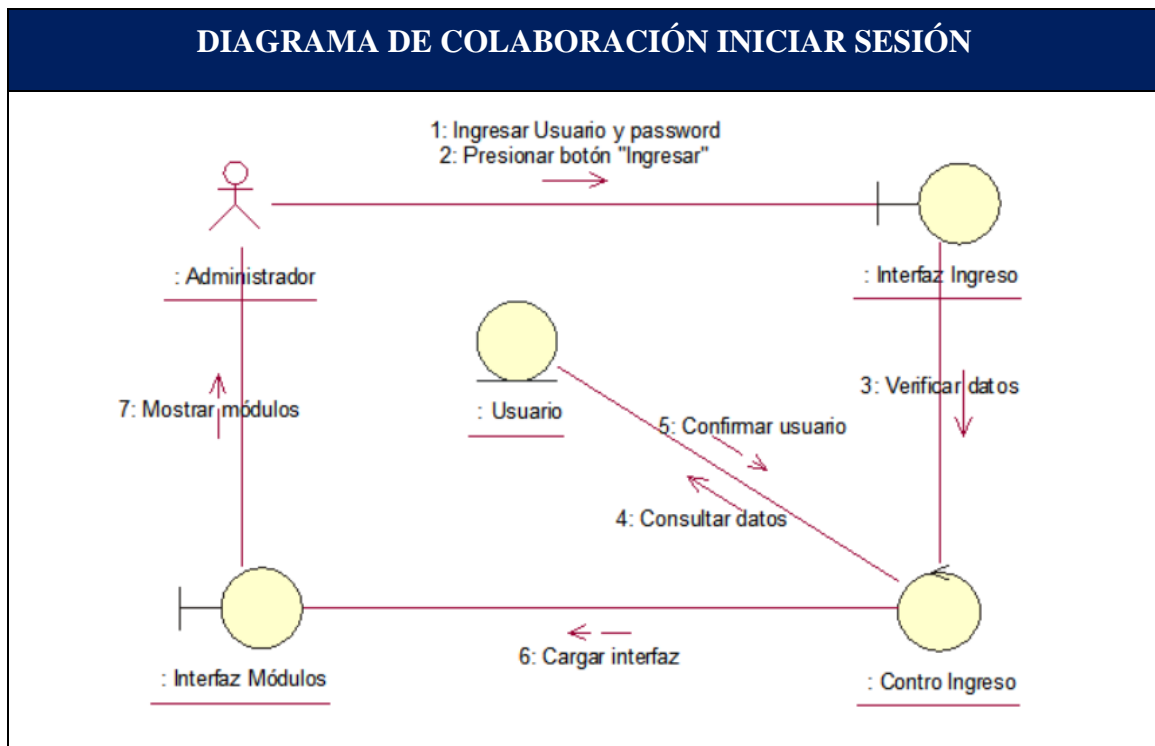 DIAGRAMA DE COLABORACIÓN INICIAR SESIÓN
1: Ingresar Usuario y password
2: Presionar botón "Ingresar"
: Administrador
: Interfaz Ingreso
3: Verificar datos
7: Mostrar módulos
: Usuario
5: Confirmar usuario
4: Consultar datos
6: Cargar interfaz
: Interfaz Módulos
: Contro Ingreso